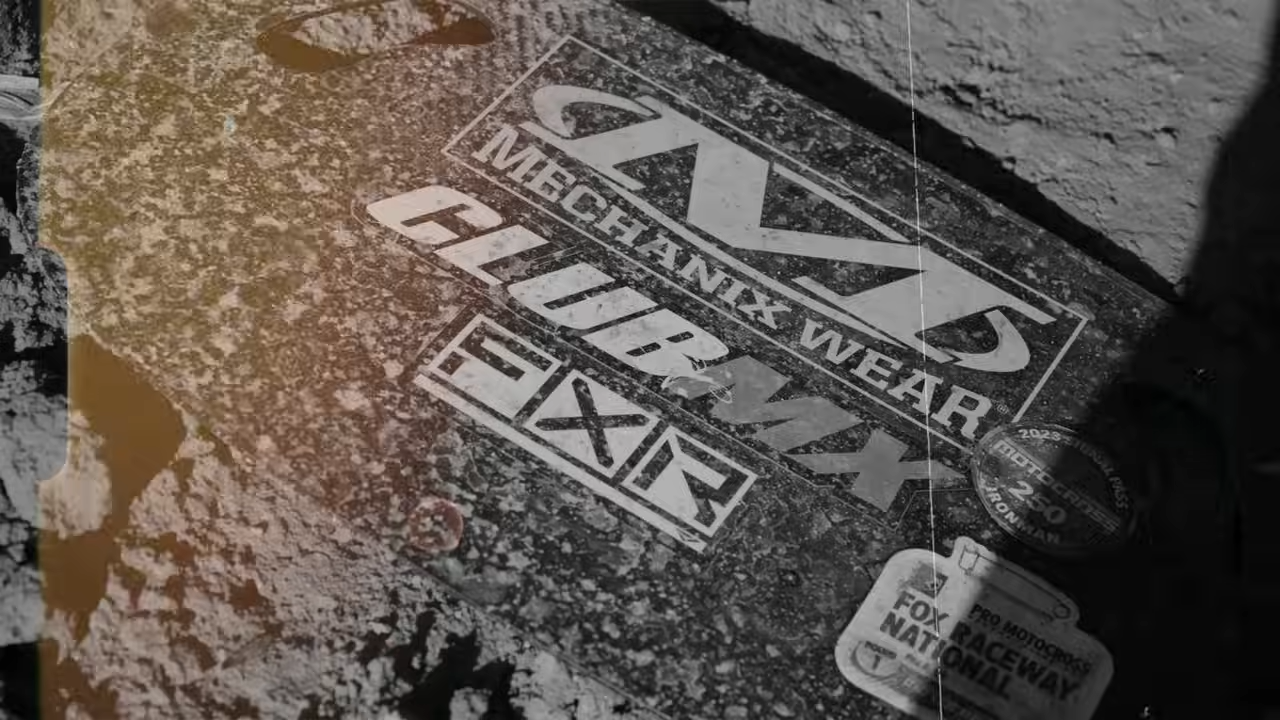 MECHANIX WEAR®
CLUBMX
FXR
2023
MOTOCROSS
250
IRONMAN
PRO MOTOCROSS
FOX RACEWAY
NATIONAL